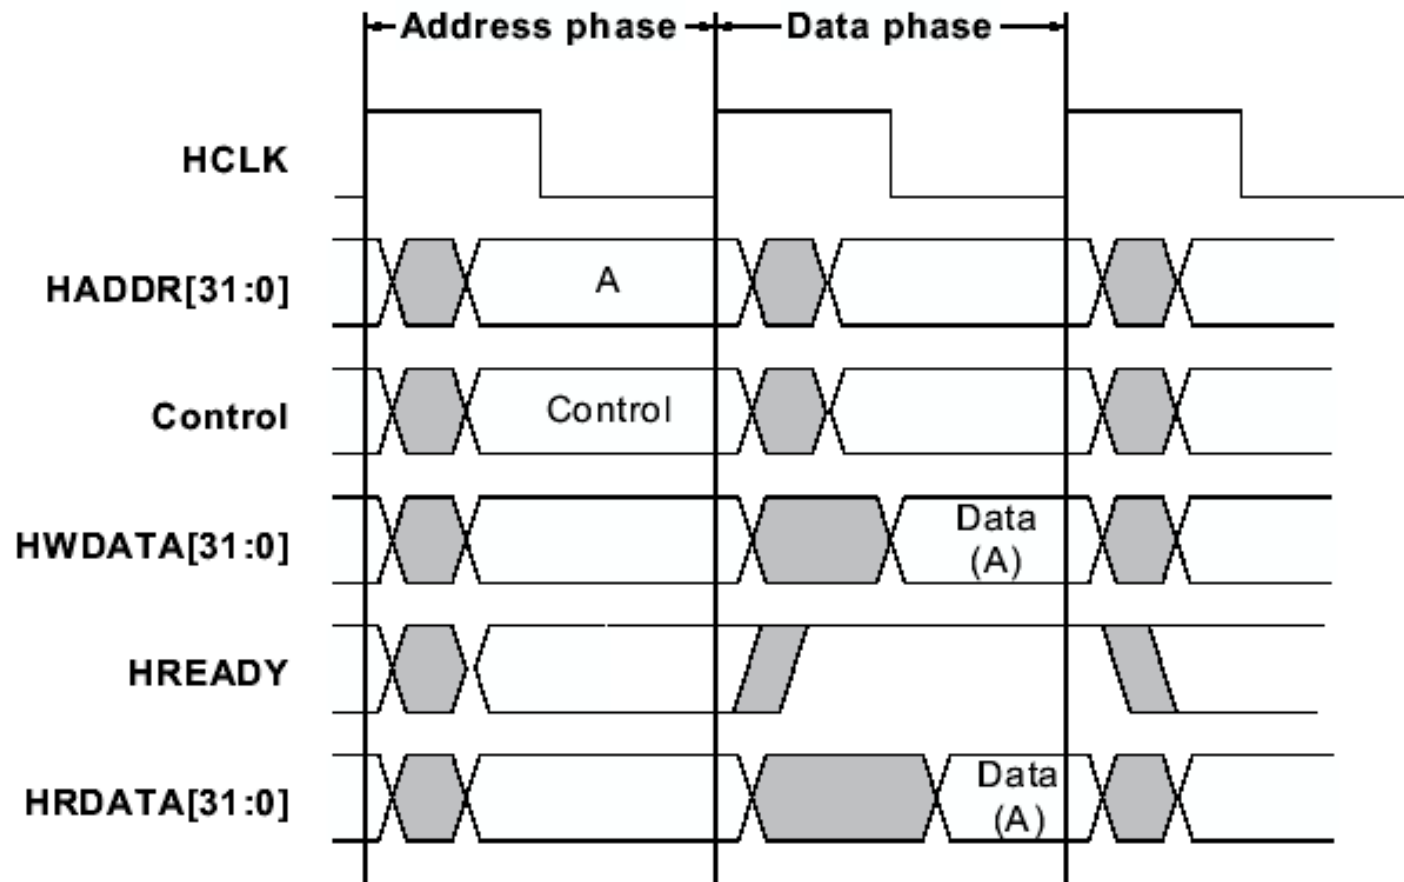 Address phase Data phase
HCLK
HADDR[31:0] A
Control Control
HWDATA[31:0] Data
(A)
HREADY
HRDATA[31:0] Data
(A)